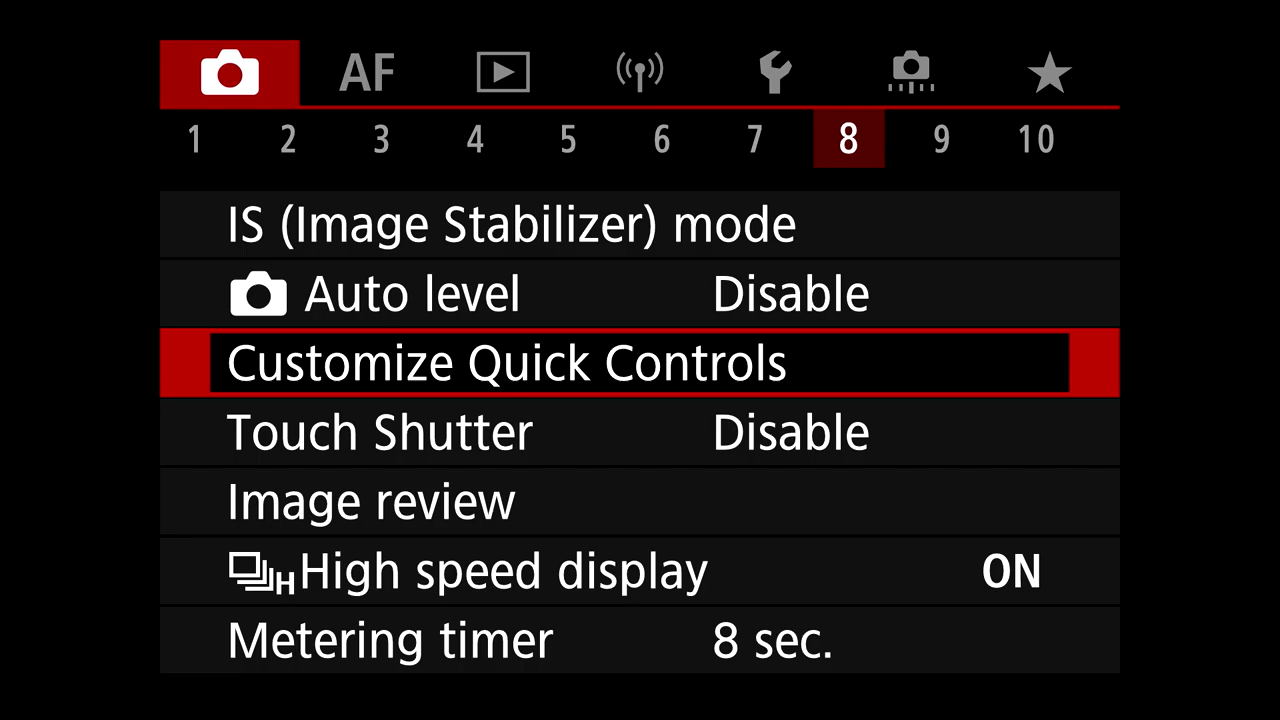 AF
1 2 3 4 5 6 7 8 9 10
IS (Image Stabilizer) mode
Auto level Disable
Customize Quick Controls
Touch Shutter Disable
Image review
H High speed display ON
Metering timer 8 sec.